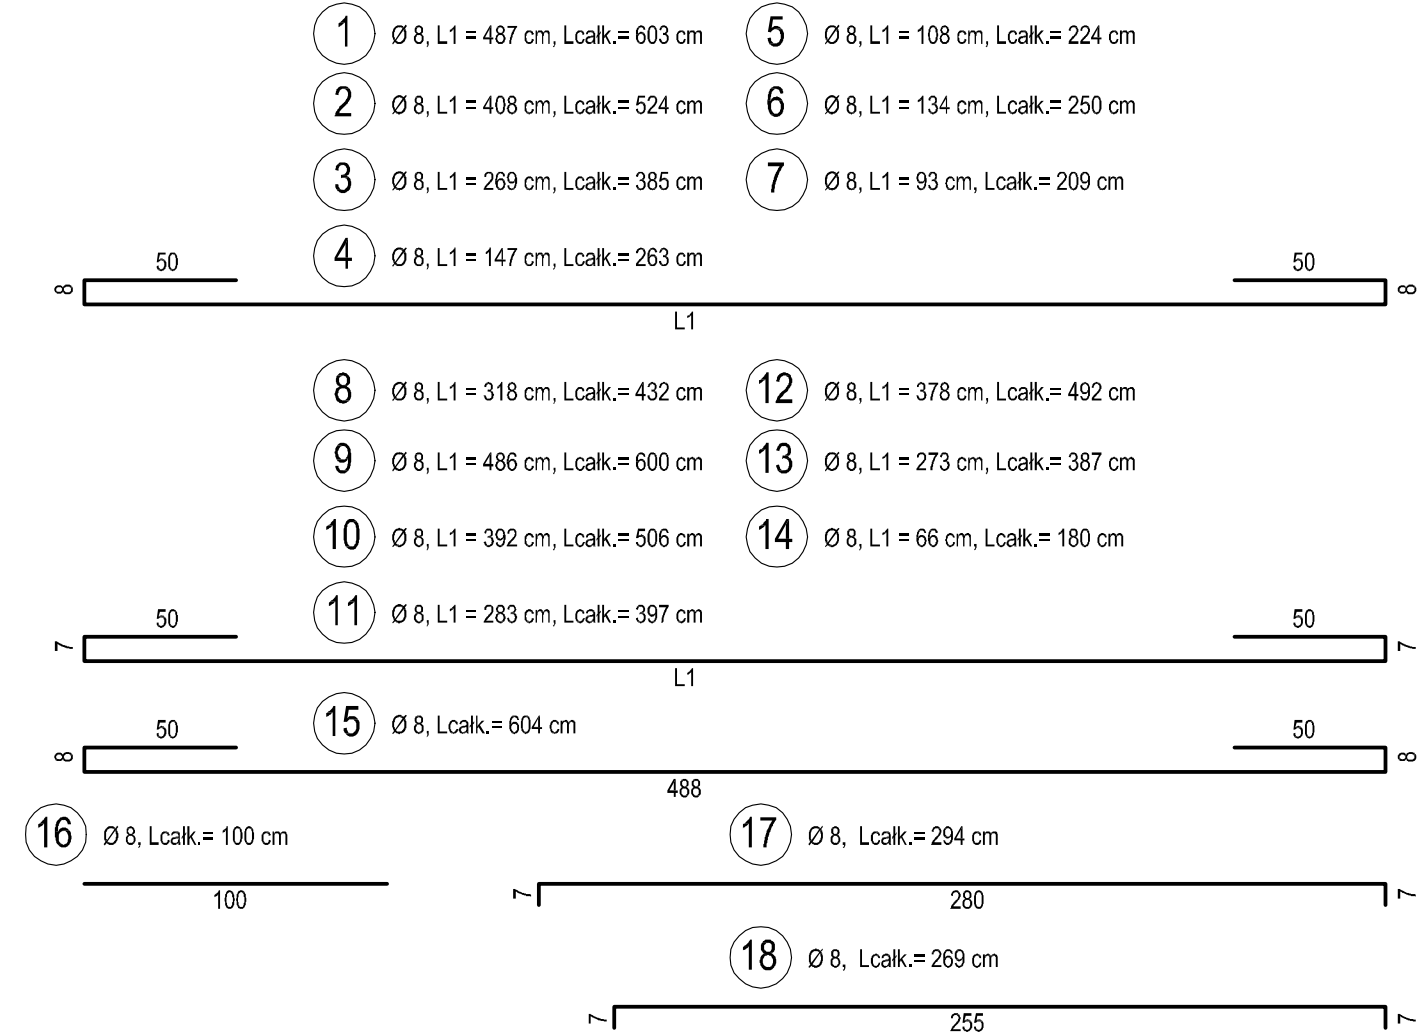 1 Ø 8, L1 = 487 cm, Lcałk.= 603 cm
5 Ø 8, L1 = 108 cm, Lcałk.= 224 cm
2 Ø 8, L1 = 408 cm, Lcałk.= 524 cm
6 Ø 8, L1 = 134 cm, Lcałk.= 250 cm
3 Ø 8, L1 = 269 cm, Lcałk.= 385 cm
7 Ø 8, L1 = 93 cm, Lcałk.= 209 cm
4 Ø 8, L1 = 147 cm, Lcałk.= 263 cm
50
50
8
8
L1
8 Ø 8, L1 = 318 cm, Lcałk.= 432 cm
12 Ø 8, L1 = 378 cm, Lcałk.= 492 cm
9 Ø 8, L1 = 486 cm, Lcałk.= 600 cm
13 Ø 8, L1 = 273 cm, Lcałk.= 387 cm
10 Ø 8, L1 = 392 cm, Lcałk.= 506 cm
14 Ø 8, L1 = 66 cm, Lcałk.= 180 cm
11 Ø 8, L1 = 283 cm, Lcałk.= 397 cm
50
50
7
7
L1
15 Ø 8, Lcałk.= 604 cm
50
50
8
8
488
16 Ø 8, Lcałk.= 100 cm
17 Ø 8, Lcałk.= 294 cm
100
7
280
7
18 Ø 8, Lcałk.= 269 cm
7
255
7